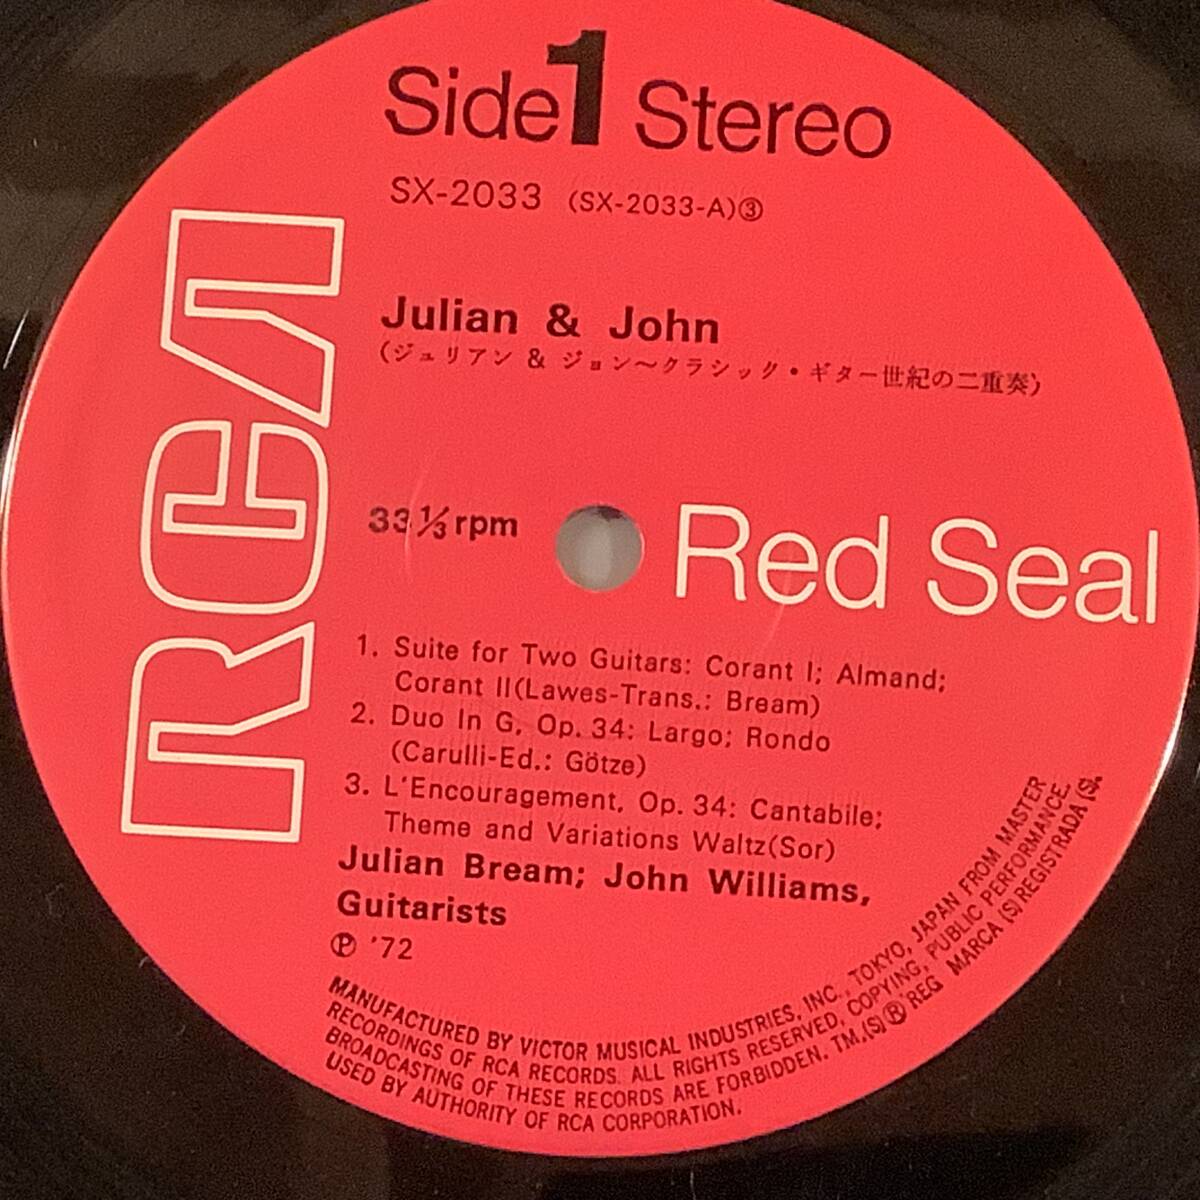 Side 1 Stereo
SX-2033 (SX-2033-A)③
RCA
Julian & John
(ジュリアン & ジョン〜クラシック・ギター世紀の二重奏)
33 1/3 rpm
Red Seal
1. Suite for Two Guitars: Corant I; Almand;
Corant II(Lawes-Trans.: Bream)
2. Duo In G, Op. 34: Largo; Rondo
(Carulli-Ed.: Götze)
3. L'Encouragement, Op. 34: Cantabile;
Theme and Variations Waltz(Sor)
Julian Bream; John Williams,
Guitarists
℗ '72
MANUFACTURED BY VICTOR MUSICAL INDUSTRIES, INC., TOKYO, JAPAN FROM MASTER
RECORDINGS OF RCA RECORDS. ALL RIGHTS RESERVED, COPYING, PUBLIC PERFORMANCE,
BROADCASTING OF THESE RECORDS ARE FORBIDDEN. TM.(S)® REG MARCA (S) REGISTRADA (S).
USED BY AUTHORITY OF RCA CORPORATION.